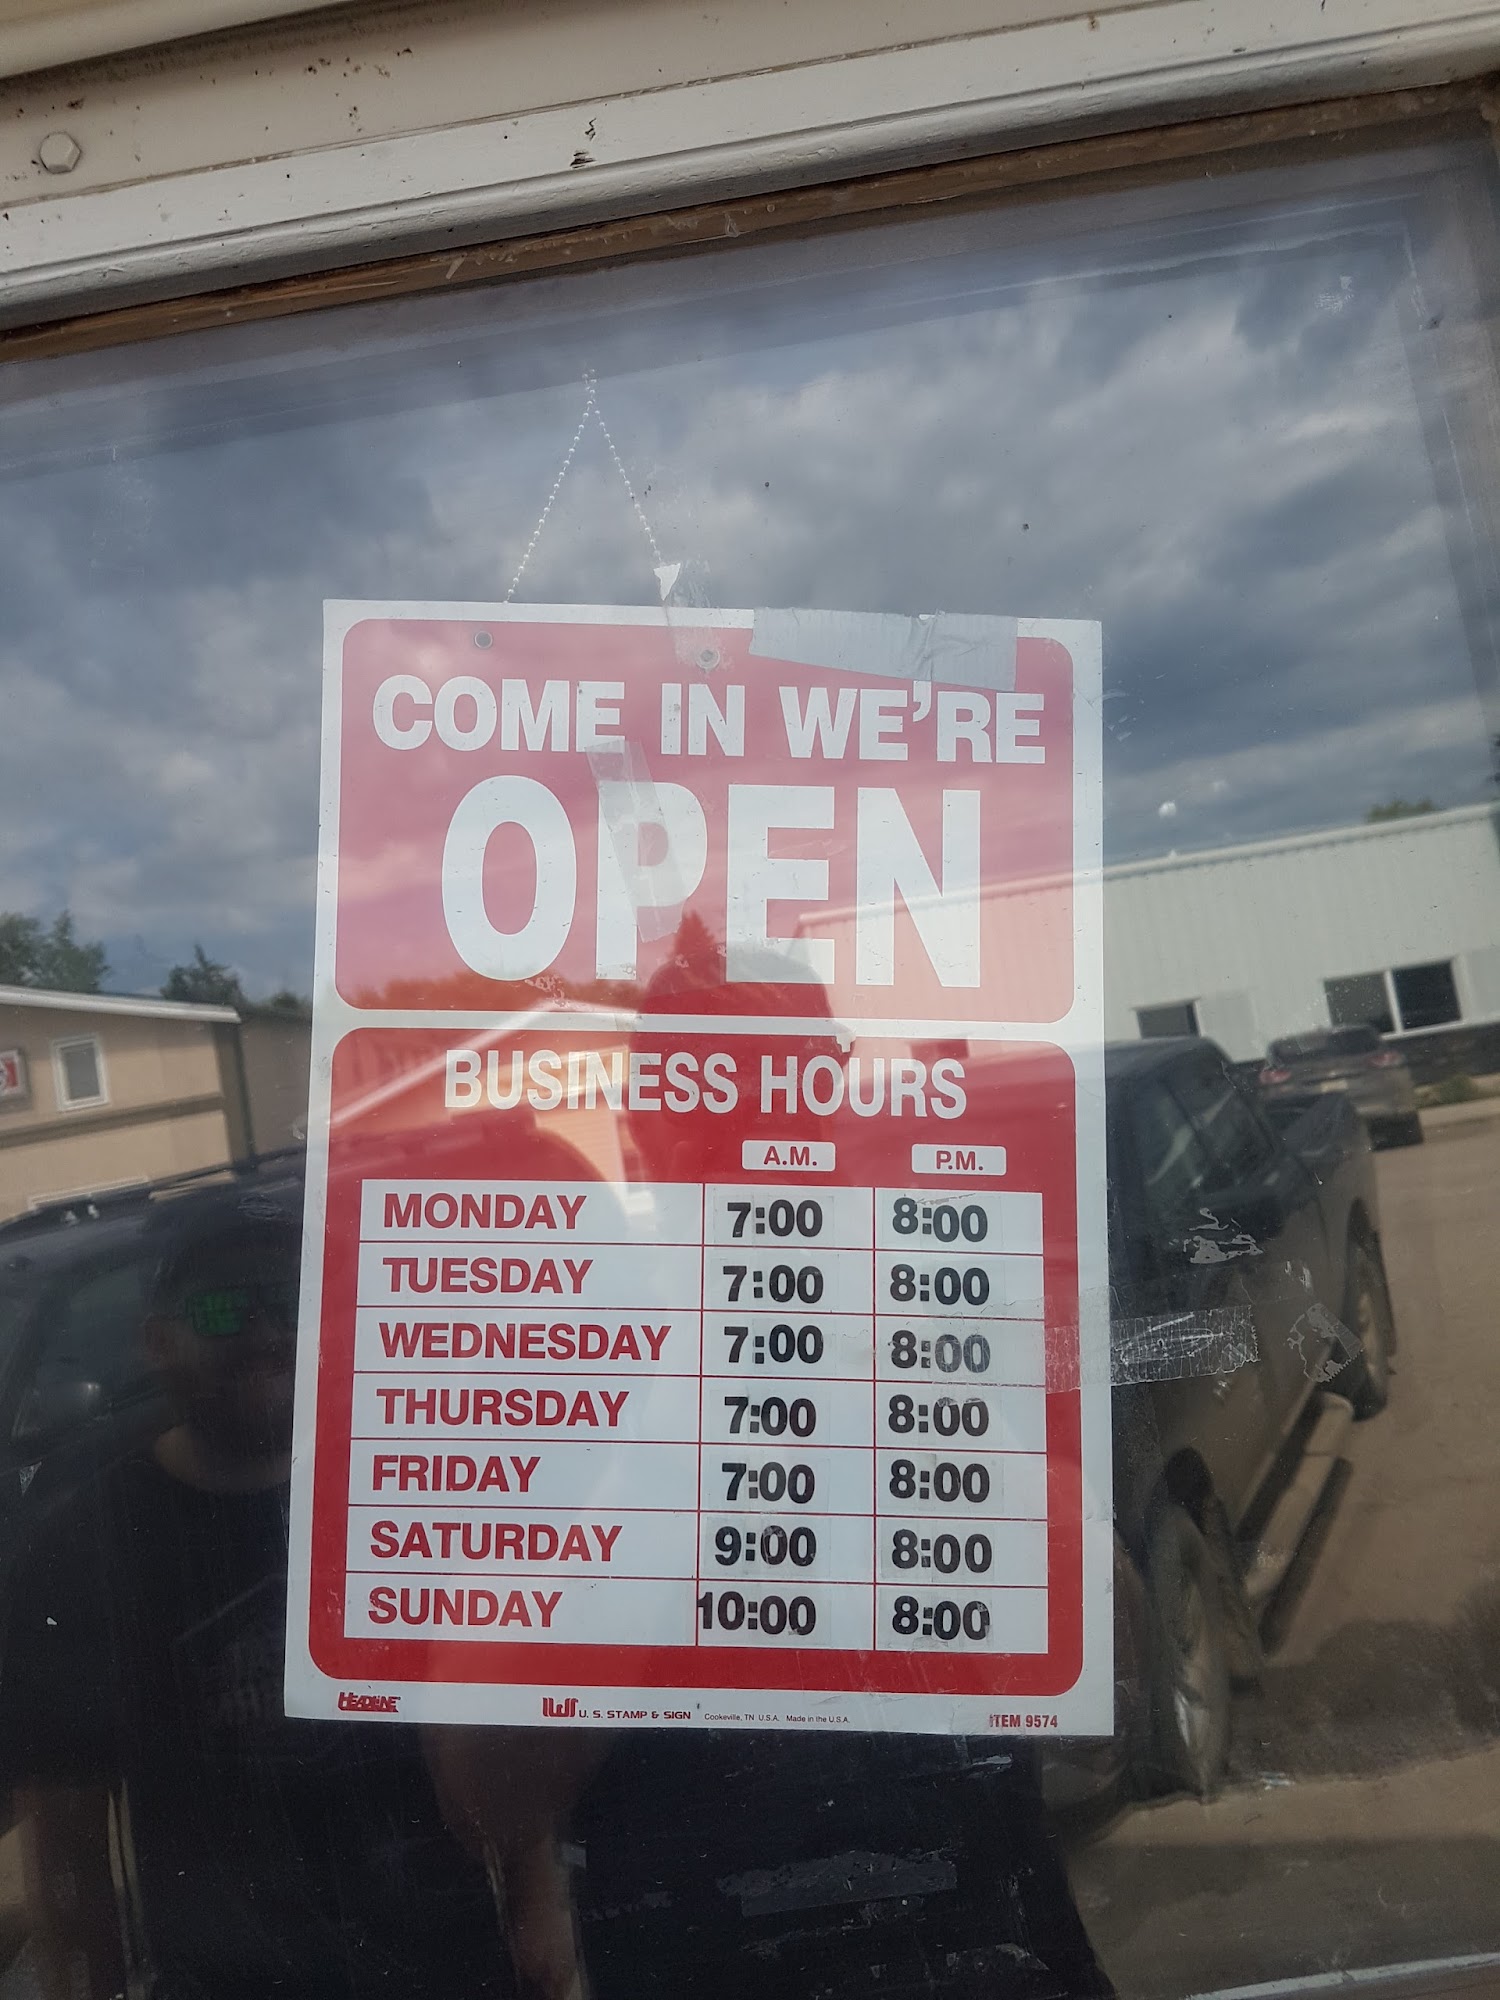 COME IN WE'RE
OPEN
BUSINESS HOURS
A.M. P.M.
MONDAY 7:00 8:00
TUESDAY 7:00 8:00
WEDNESDAY 7:00 8:00
THURSDAY 7:00 8:00
FRIDAY 7:00 8:00
SATURDAY 9:00 8:00
SUNDAY 10:00 8:00
HEADLINE U. S. STAMP & SIGN Cookeville, TN U.S.A. Made in the U.S.A. ITEM 9574